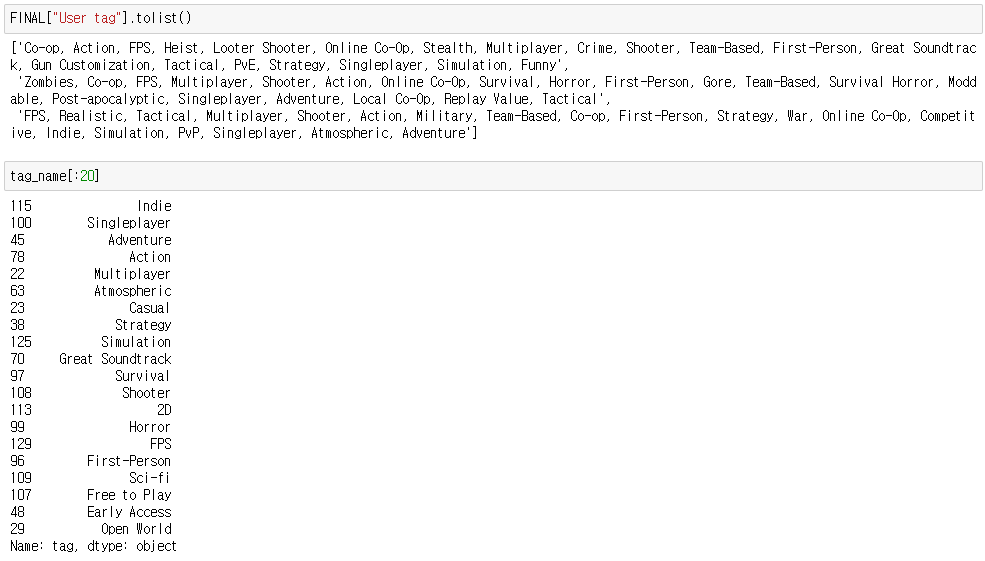 FINAL["User tag"].tolist()
['Co-op, Action, FPS, Heist, Looter Shooter, Online Co-Op, Stealth, Multiplayer, Crime, Shooter, Team-Based, First-Person, Great Soundtrac
k, Gun Customization, Tactical, PvE, Strategy, Singleplayer, Simulation, Funny',
'Zombies, Co-op, FPS, Multiplayer, Shooter, Action, Online Co-Op, Survival, Horror, First-Person, Gore, Team-Based, Survival Horror, Modd
able, Post-apocalyptic, Singleplayer, Adventure, Local Co-Op, Replay Value, Tactical',
'FPS, Realistic, Tactical, Multiplayer, Shooter, Action, Military, Team-Based, Co-op, First-Person, Strategy, War, Online Co-Op, Competit
ive, Indie, Simulation, PvP, Singleplayer, Atmospheric, Adventure']
tag_name[:20]
115 Indie
100 Singleplayer
45 Adventure
78 Action
22 Multiplayer
63 Atmospheric
23 Casual
38 Strategy
125 Simulation
70 Great Soundtrack
97 Survival
108 Shooter
113 2D
99 Horror
129 FPS
96 First-Person
109 Sci-fi
107 Free to Play
48 Early Access
29 Open World
Name: tag, dtype: object